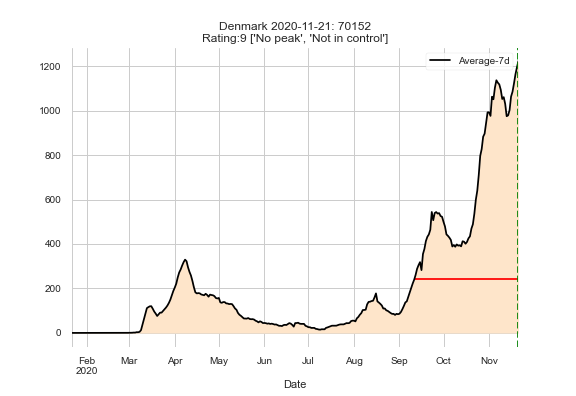 Denmark 2020-11-21: 70152
Rating:9 ['No peak', 'Not in control']
Average-7d
1200
1000
800
600
400
200
0
Feb Mar Apr May Jun Jul Aug Sep Oct Nov
2020
Date